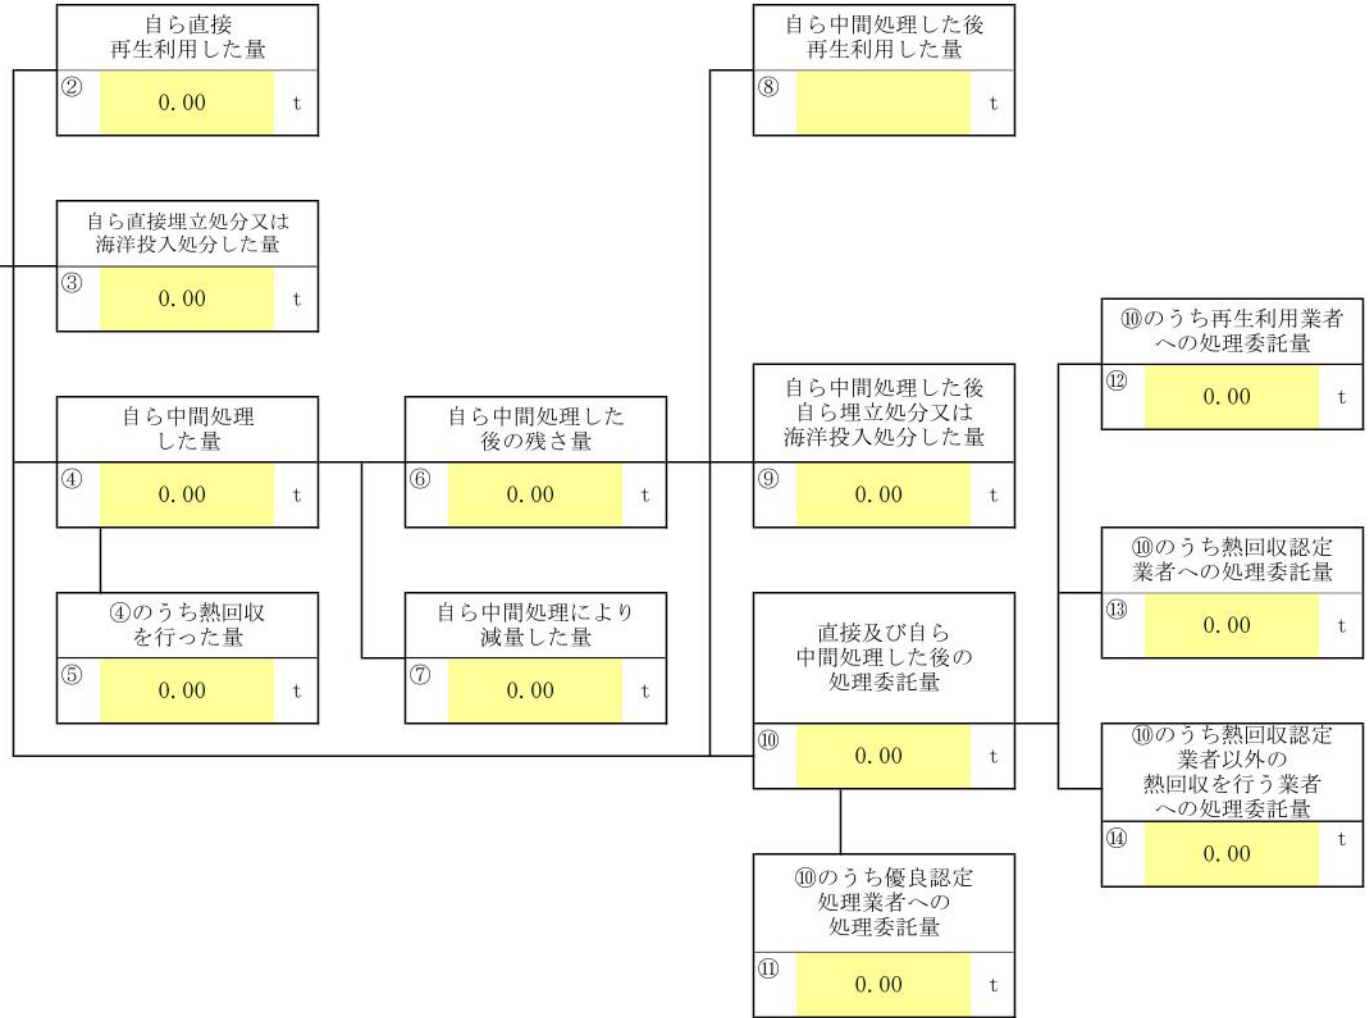 自ら直接
再生利用した量
② 0.00 t
自ら直接埋立処分又は
海洋投入処分した量
③ 0.00 t
自ら中間処理
した量
④ 0.00 t
④のうち熱回収
を行った量
⑤ 0.00 t
自ら中間処理した
後の残さ量
⑥ 0.00 t
自ら中間処理により
減量した量
⑦ 0.00 t
自ら中間処理した後
再生利用した量
⑧ t
自ら中間処理した後
自ら埋立処分又は
海洋投入処分した量
⑨ 0.00 t
直接及び自ら
中間処理した後の
処理委託量
⑩ 0.00 t
⑩のうち優良認定
処理業者への
処理委託量
⑪ 0.00 t
⑩のうち再生利用業者
への処理委託量
⑫ 0.00 t
⑩のうち熱回収認定
業者への処理委託量
⑬ 0.00 t
⑩のうち熱回収認定
業者以外の
熱回収を行う業者
への処理委託量
⑭ 0.00 t